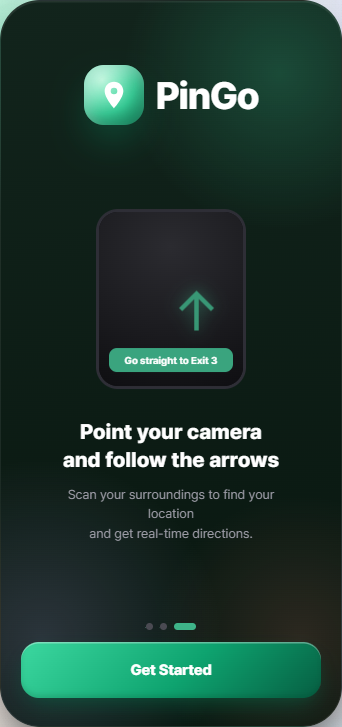 PinGo
Go straight to Exit 3
Point your camera
and follow the arrows
Scan your surroundings to find your
location
and get real-time directions.
Get Started